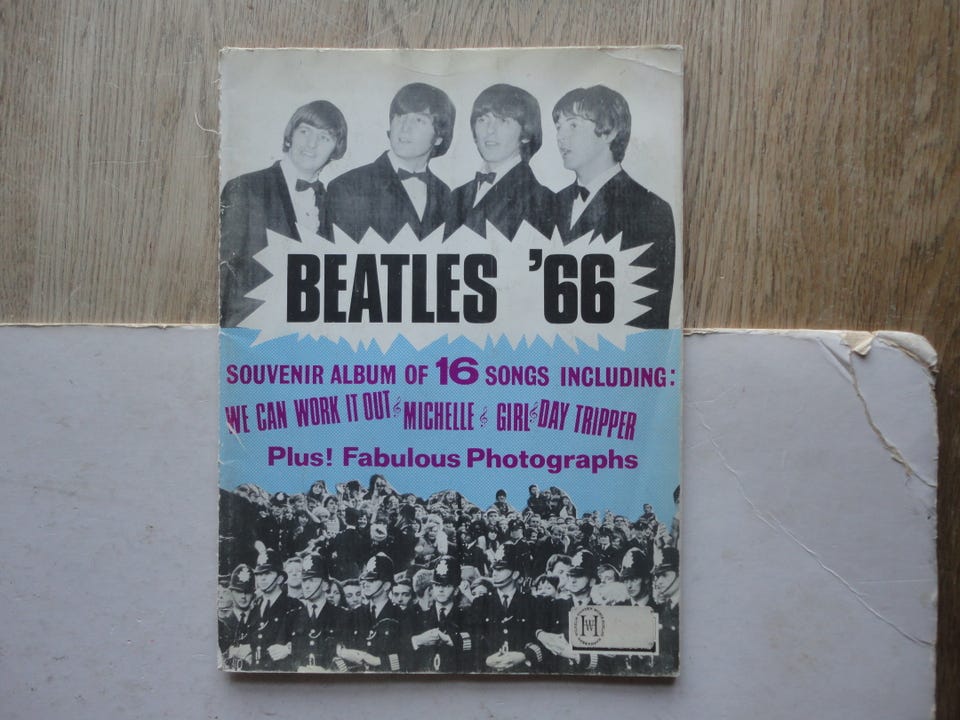 BEATLES '66
SOUVENIR ALBUM OF 16 SONGS INCLUDING:
WE CAN WORK IT OUT 𝄞 MICHELLE 𝄞 GIRL 𝄞 DAY TRIPPER
Plus! Fabulous Photographs